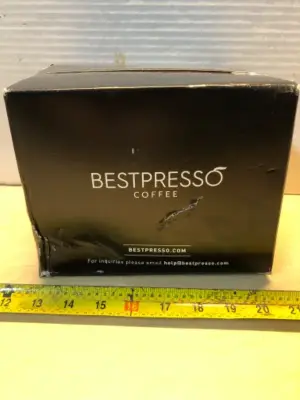 BESTPRESSO
COFFEE
BESTPRESSO.COM
For inquiries please email help@bestpresso.com
12 13 14 15 16 17 18 19 20 21